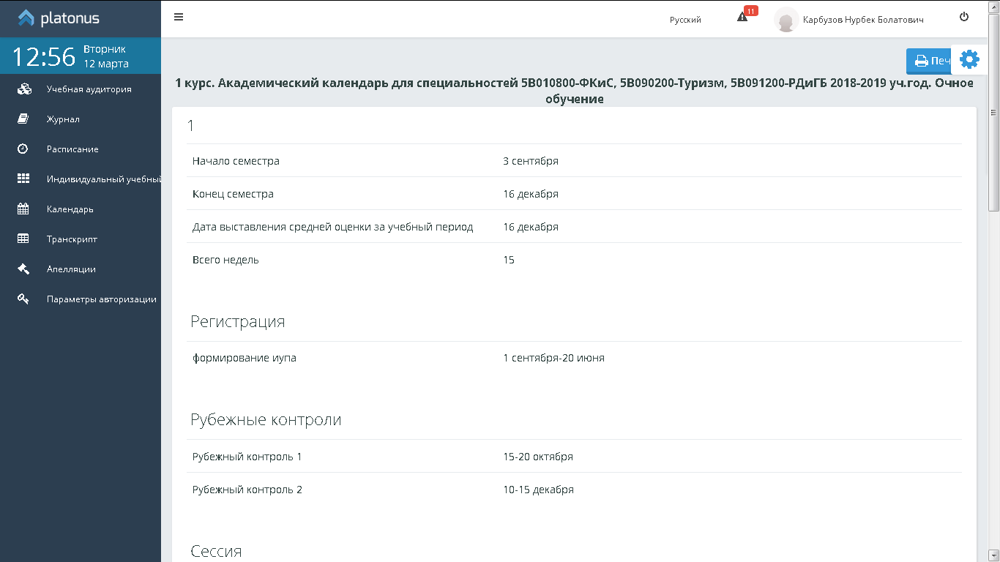 platonus
Русский
11
Карбузов Нурбек Болатович
12:56
Вторник
12 марта
Учебная аудитория
Журнал
Расписание
Индивидуальный учебный
Календарь
Транскрипт
Апелляции
Параметры авторизации
Печ
1 курс. Академический календарь для специальностей 5В010800-ФКиС, 5В090200-Туризм, 5В091200-РДиГБ 2018-2019 уч.год. Очное
обучение
1
Начало семестра 3 сентября
Конец семестра 16 декабря
Дата выставления средней оценки за учебный период 16 декабря
Всего недель 15
Регистрация
формирование иупа 1 сентября-20 июня
Рубежные контроли
Рубежный контроль 1 15-20 октября
Рубежный контроль 2 10-15 декабря
Сессия